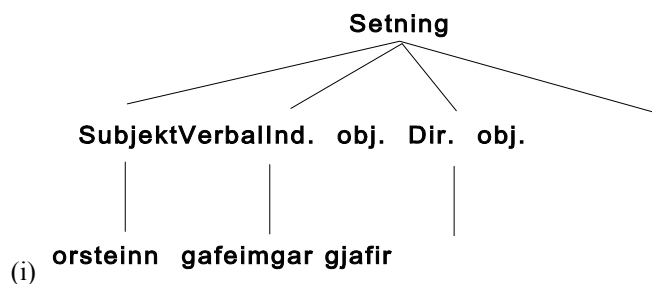 Setning
SubjektVerbalInd. obj. Dir. obj.
(i) orsteinn gafeimgar gjafir